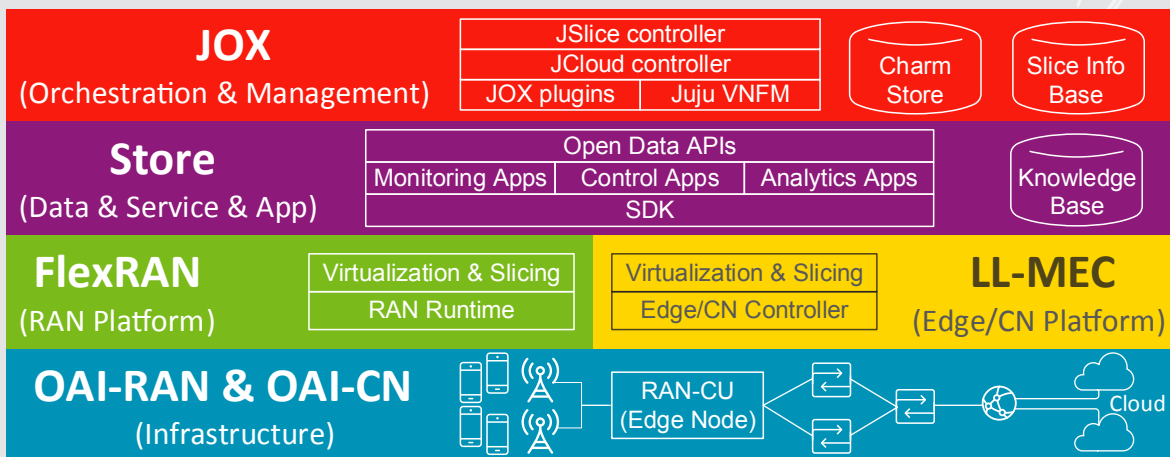 JOX
(Orchestration & Management)
JSlice controller
JCloud controller
JOX plugins
Juju VNFM
Charm
Store
Slice Info
Base
Store
(Data & Service & App)
Open Data APIs
Monitoring Apps
Control Apps
Analytics Apps
SDK
Knowledge
Base
FlexRAN
(RAN Platform)
Virtualization & Slicing
RAN Runtime
Virtualization & Slicing
Edge/CN Controller
LL-MEC
(Edge/CN Platform)
OAI-RAN & OAI-CN
(Infrastructure)
RAN-CU
(Edge Node)
Cloud